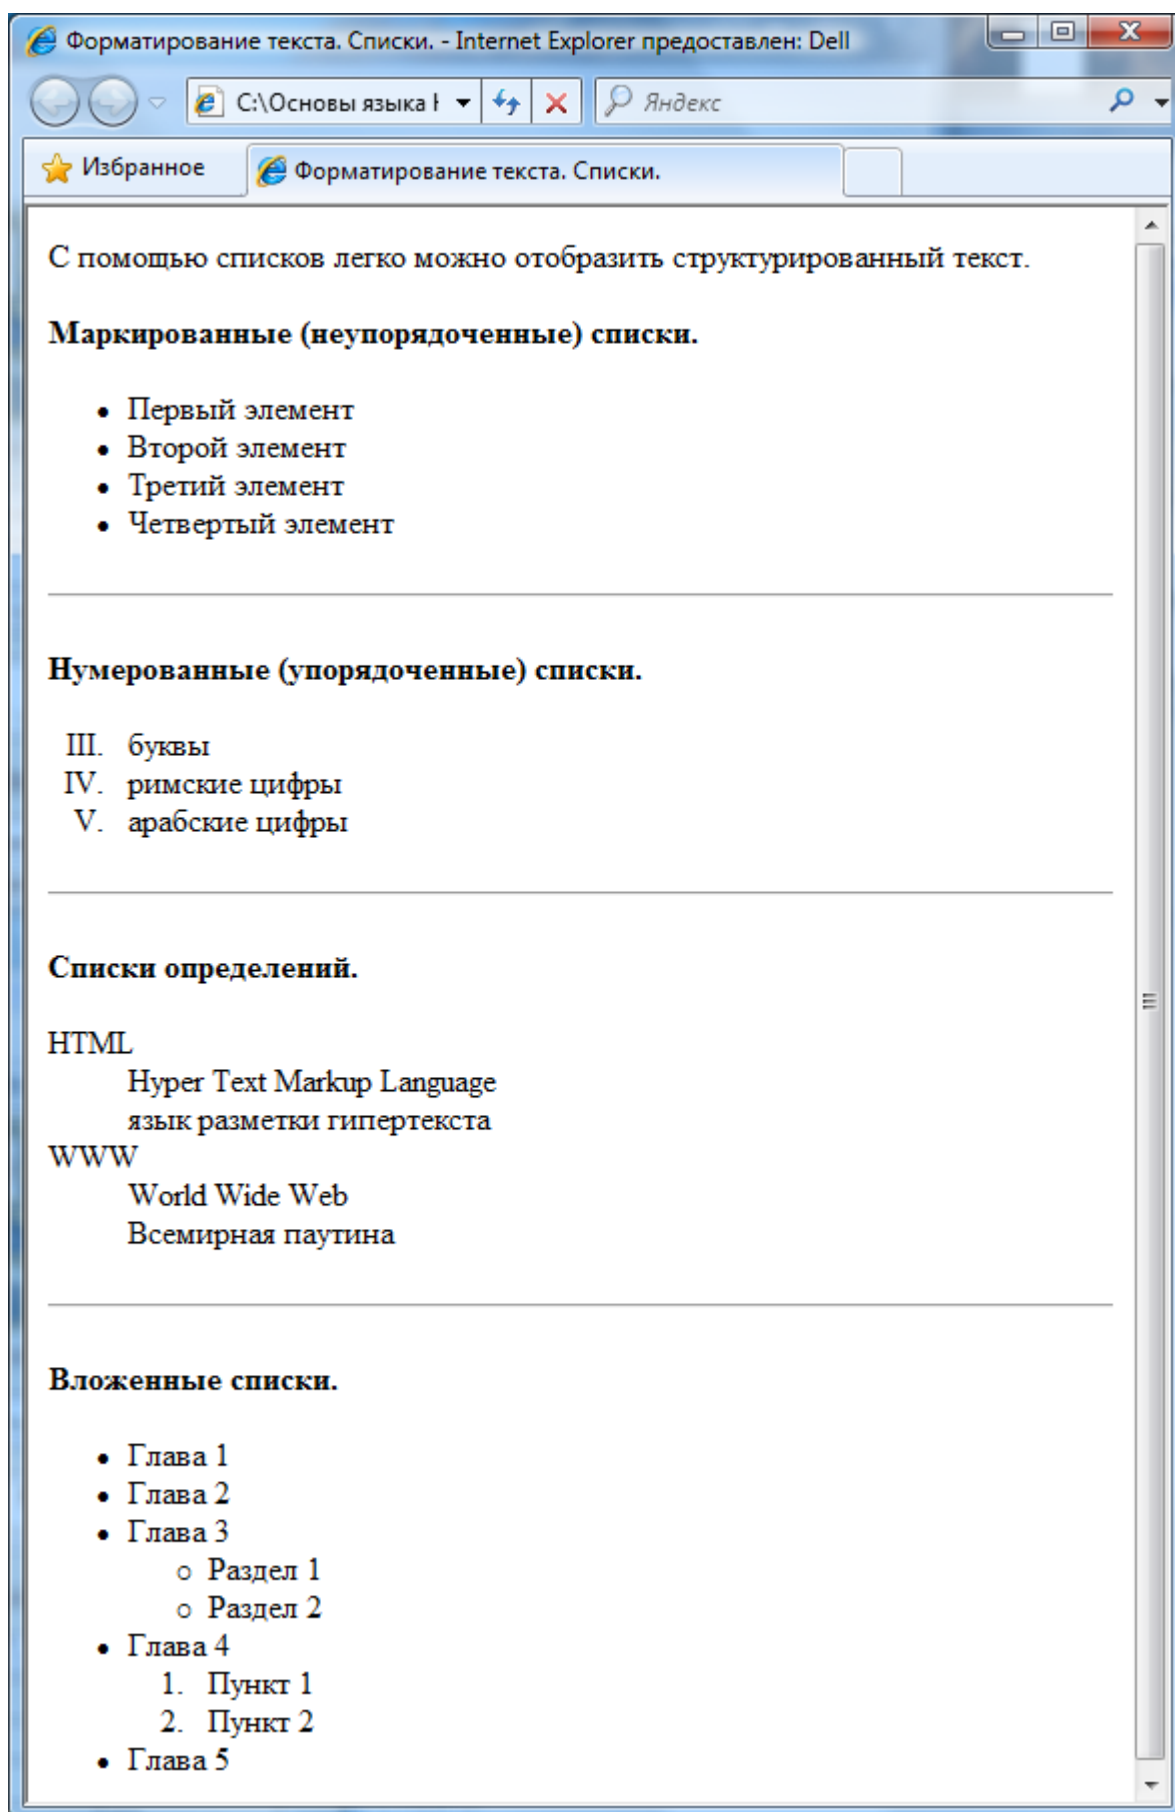 Форматирование текста. Списки. - Internet Explorer предоставлен: Dell
C:\Основы языка
Яндекс
Избранное
Форматирование текста. Списки.
С помощью списков легко можно отобразить структурированный текст.
Маркированные (неупорядоченные) списки.
• Первый элемент
• Второй элемент
• Третий элемент
• Четвертый элемент
Нумерованные (упорядоченные) списки.
III. буквы
IV. римские цифры
V. арабские цифры
Списки определений.
HTML
Hyper Text Markup Language
язык разметки гипертекста
WWW
World Wide Web
Всемирная паутина
Вложенные списки.
• Глава 1
• Глава 2
• Глава 3
○ Раздел 1
○ Раздел 2
• Глава 4
1. Пункт 1
2. Пункт 2
• Глава 5